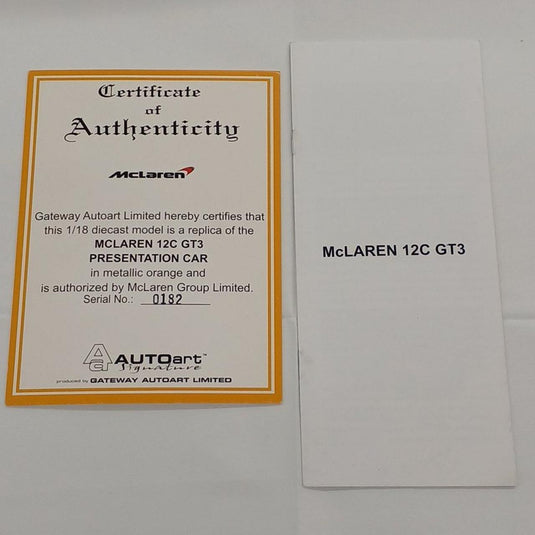 Certificate
of
Authenticity
McLaren
Gateway Autoart Limited hereby certifies that
this 1/18 diecast model is a replica of the
MCLAREN 12C GT3
PRESENTATION CAR
in metallic orange and
is authorized by McLaren Group Limited.
Serial No.: 0182
AUTOart™
Signature
produced by GATEWAY AUTOART LIMITED
McLAREN 12C GT3